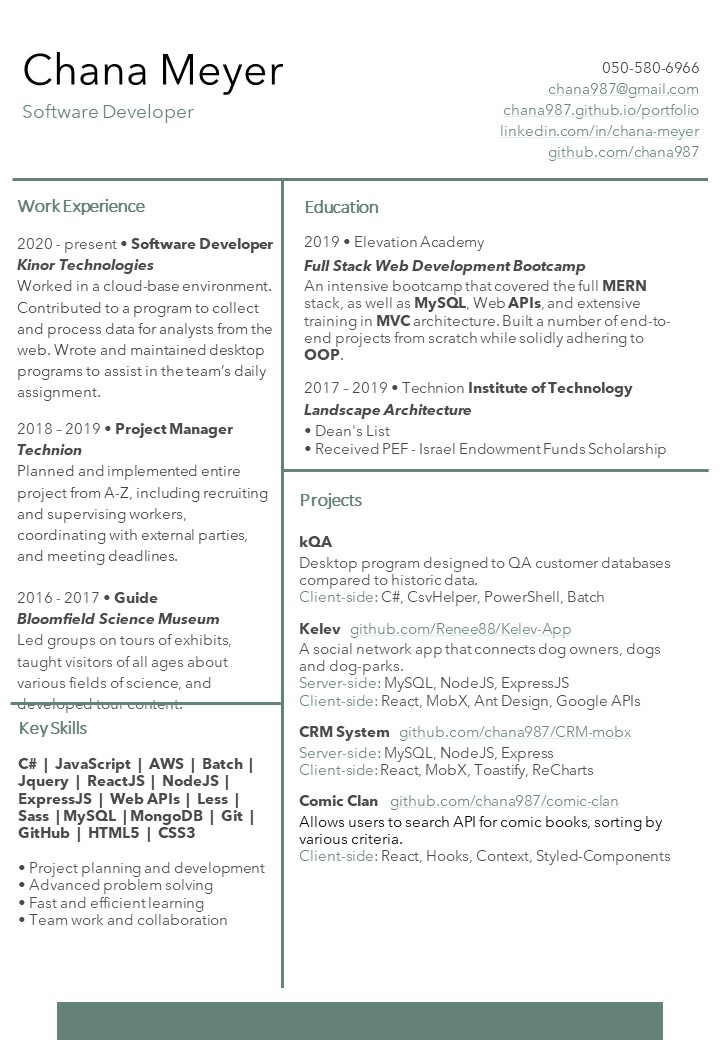 Chana Meyer
Software Developer
050-580-6966
chana987@gmail.com
chana987.github.io/portfolio
linkedin.com/in/chana-meyer
github.com/chana987
Work Experience
2020 - present • Software Developer
Kinor Technologies
Worked in a cloud-base environment.
Contributed to a program to collect
and process data for analysts from the
web. Wrote and maintained desktop
programs to assist in the team's daily
assignment.
2018 – 2019 • Project Manager
Technion
Planned and implemented entire
project from A-Z, including recruiting
and supervising workers,
coordinating with external parties,
and meeting deadlines.
2016 - 2017 • Guide
Bloomfield Science Museum
Led groups on tours of exhibits,
taught visitors of all ages about
various fields of science, and
developed tour content.
Key Skills
C# | JavaScript | AWS | Batch |
Jquery | ReactJS | NodeJS |
ExpressJS | Web APIs | Less |
Sass | MySQL | MongoDB | Git |
GitHub | HTML5 | CSS3
• Project planning and development
• Advanced problem solving
• Fast and efficient learning
• Team work and collaboration
Education
2019 • Elevation Academy
Full Stack Web Development Bootcamp
An intensive bootcamp that covered the full MERN
stack, as well as MySQL, Web APIs, and extensive
training in MVC architecture. Built a number of end-to-
end projects from scratch while solidly adhering to
OOP.
2017 – 2019 • Technion Institute of Technology
Landscape Architecture
• Dean's List
• Received PEF - Israel Endowment Funds Scholarship
Projects
kQA
Desktop program designed to QA customer databases
compared to historic data.
Client-side: C#, CsvHelper, PowerShell, Batch
Kelev github.com/Renee88/Kelev-App
A social network app that connects dog owners, dogs
and dog-parks.
Server-side: MySQL, NodeJS, ExpressJS
Client-side: React, MobX, Ant Design, Google APIs
CRM System github.com/chana987/CRM-mobx
Server-side: MySQL, NodeJS, Express
Client-side: React, MobX, Toastify, ReCharts
Comic Clan github.com/chana987/comic-clan
Allows users to search API for comic books, sorting by
various criteria.
Client-side: React, Hooks, Context, Styled-Components